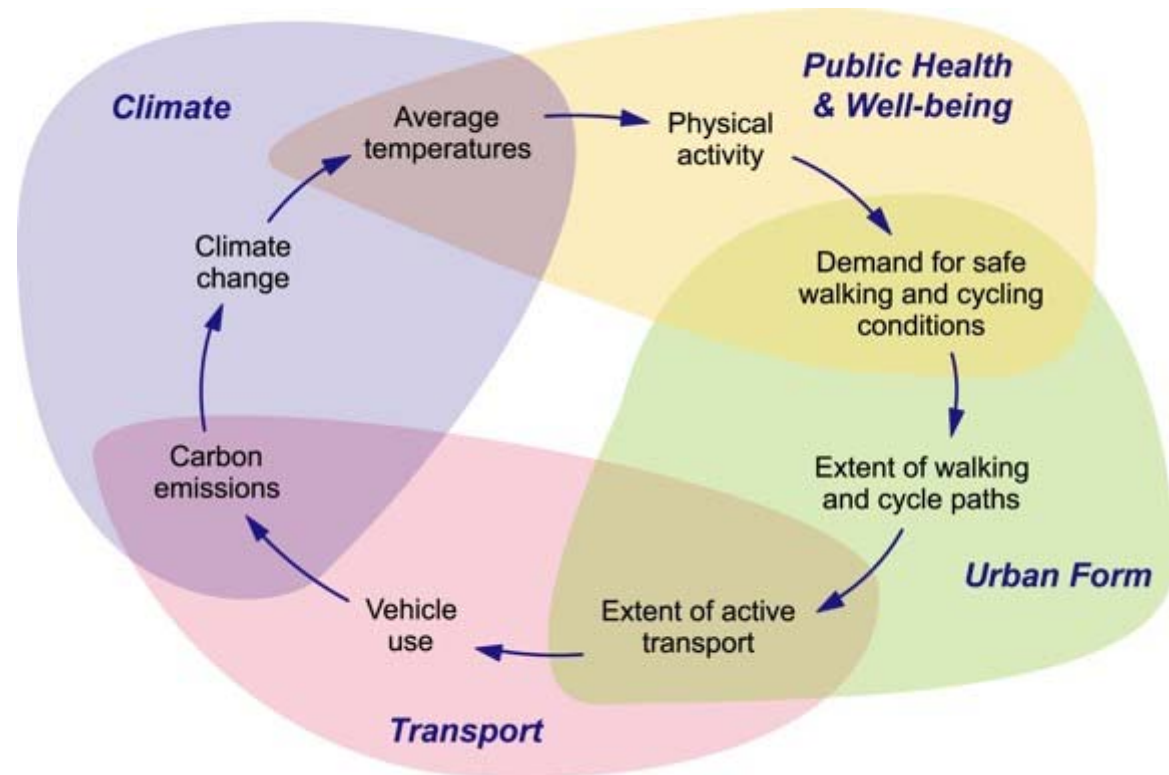 Climate
Public Health
& Well-being
Average
temperatures
Physical
activity
Climate
change
Demand for safe
walking and cycling
conditions
Carbon
emissions
Extent of walking
and cycle paths
Urban Form
Vehicle
use
Extent of active
transport
Transport